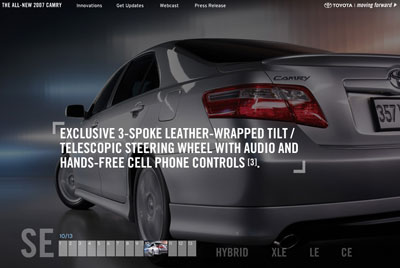 THE ALL-NEW 2007 CAMRY Innovations Get Updates Webcast Press Release TOYOTA moving forward
CAMRY
357
EXCLUSIVE 3-SPOKE LEATHER-WRAPPED TILT /
TELESCOPIC STEERING WHEEL WITH AUDIO AND
HANDS-FREE CELL PHONE CONTROLS [3].
10/13
SE HYBRID XLE LE CE